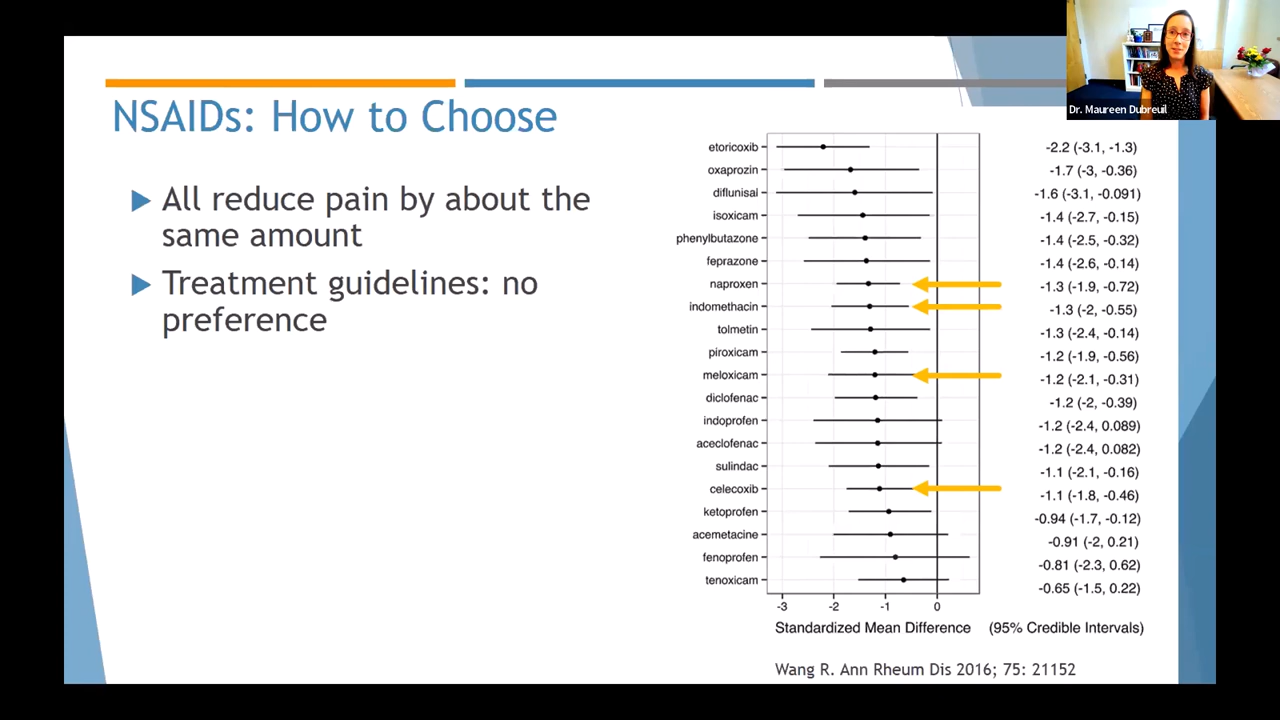 Dr. Maureen Dubreuil
NSAIDs: How to Choose
All reduce pain by about the
same amount
Treatment guidelines: no
preference
etoricoxib -2.2 (-3.1, -1.3)
oxaprozin -1.7 (-3, -0.36)
diflunisal -1.6 (-3.1, -0.091)
isoxicam -1.4 (-2.7, -0.15)
phenylbutazone -1.4 (-2.5, -0.32)
feprazone -1.4 (-2.6, -0.14)
naproxen -1.3 (-1.9, -0.72)
indomethacin -1.3 (-2, -0.55)
tolmetin -1.3 (-2.4, -0.14)
piroxicam -1.2 (-1.9, -0.56)
meloxicam -1.2 (-2.1, -0.31)
diclofenac -1.2 (-2, -0.39)
indoprofen -1.2 (-2.4, 0.089)
aceclofenac -1.2 (-2.4, 0.082)
sulindac -1.1 (-2.1, -0.16)
celecoxib -1.1 (-1.8, -0.46)
ketoprofen -0.94 (-1.7, -0.12)
acemetacine -0.91 (-2, 0.21)
fenoprofen -0.81 (-2.3, 0.62)
tenoxicam -0.65 (-1.5, 0.22)
-3 -2 -1 0
Standardized Mean Difference (95% Credible Intervals)
Wang R. Ann Rheum Dis 2016; 75: 21152